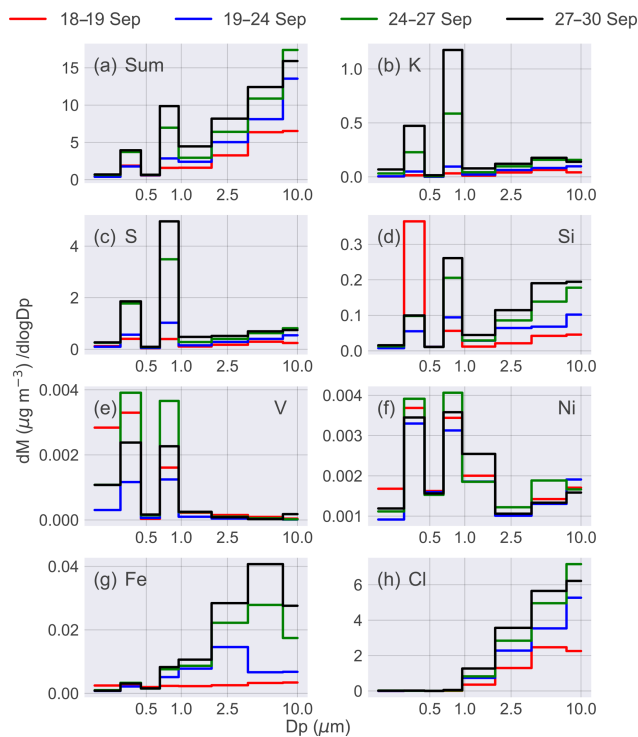 18–19 Sep 19–24 Sep 24–27 Sep 27–30 Sep
(a) Sum
15
10
5
0
0.5 1.0 2.5 10.0
(b) K
1.0
0.5
0.0
0.5 1.0 2.5 10.0
(c) S
4
2
0
0.5 1.0 2.5 10.0
(d) Si
0.3
0.2
0.1
0.0
0.5 1.0 2.5 10.0
dM (μg m⁻³) /dlogDp
(e) V
0.004
0.002
0.000
0.5 1.0 2.5 10.0
(f) Ni
0.004
0.003
0.002
0.001
0.5 1.0 2.5 10.0
(g) Fe
0.04
0.02
0.00
0.5 1.0 2.5 10.0
(h) Cl
6
4
2
0
0.5 1.0 2.5 10.0
Dp (μm)